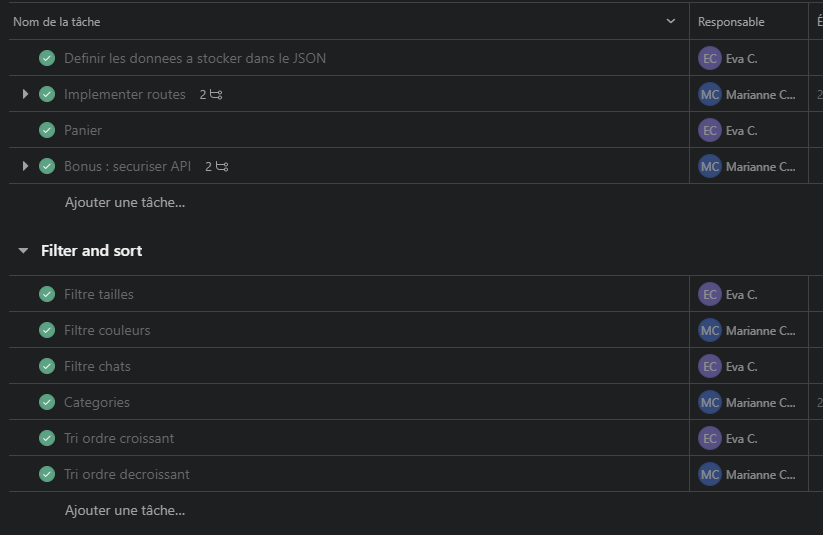 Nom de la tâche Responsable É
Definir les donnees a stocker dans le JSON EC Eva C.
Implementer routes 2 MC Marianne C... 2
Panier EC Eva C.
Bonus : securiser API 2 MC Marianne C...
Ajouter une tâche...
Filter and sort
Filtre tailles EC Eva C.
Filtre couleurs MC Marianne C...
Filtre chats EC Eva C.
Categories MC Marianne C... 2
Tri ordre croissant EC Eva C.
Tri ordre decroissant MC Marianne C...
Ajouter une tâche...